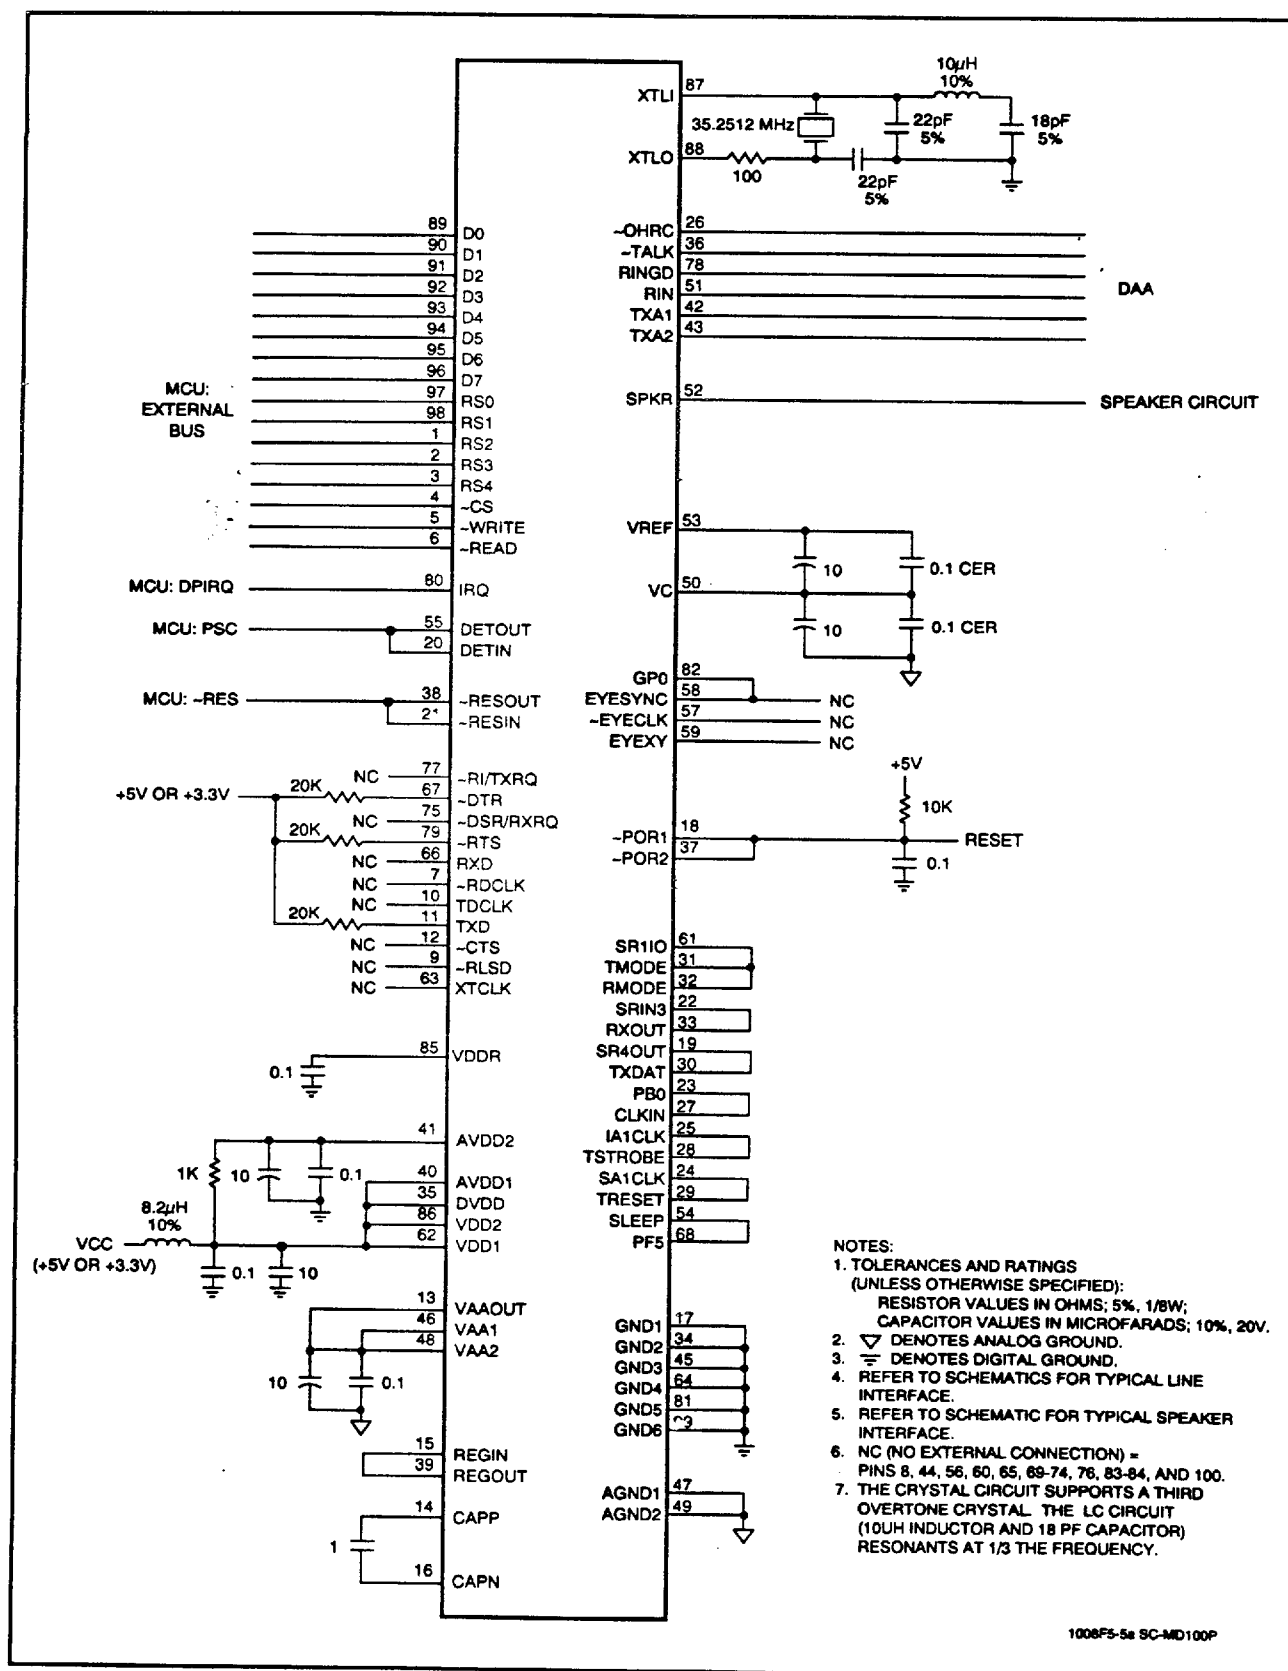 XTLI 87
10µH
10%
35.2512 MHz
22pF
5%
18pF
5%
XTLO 88
100
22pF
5%
89 D0
90 D1
91 D2
92 D3
93 D4
94 D5
95 D6
96 D7
97 RS0
98 RS1
1 RS2
2 RS3
3 RS4
4 ~CS
5 ~WRITE
6 ~READ
MCU:
EXTERNAL
BUS
MCU: DPIRQ 80 IRQ
MCU: PSC 55 DETOUT
20 DETIN
MCU: ~RES 38 ~RESOUT
21 ~RESIN
NC 77 ~RI/TXRQ
+5V OR +3.3V 20K 67 ~DTR
NC 75 ~DSR/RXRQ
20K 79 ~RTS
NC 66 RXD
NC 7 ~RDCLK
NC 10 TDCLK
20K 11 TXD
NC 12 ~CTS
NC 9 ~RLSD
NC 63 XTCLK
85 VDDR
0.1
41 AVDD2
1K 10 0.1
40 AVDD1
35 DVDD
86 VDD2
62 VDD1
8.2µH
10%
VCC
(+5V OR +3.3V)
0.1 10
13 VAAOUT
46 VAA1
48 VAA2
10 0.1
15 REGIN
39 REGOUT
14 CAPP
1
16 CAPN
~OHRC 26
~TALK 36
RINGD 78
RIN 51
TXA1 42
TXA2 43
DAA
SPKR 52 SPEAKER CIRCUIT
VREF 53
10 0.1 CER
VC 50
10 0.1 CER
GP0 82
EYESYNC 58 NC
~EYECLK 57 NC
EYEXY 59 NC
+5V
10K
~POR1 18 RESET
~POR2 37
0.1
SR1IO 61
TMODE 31
RMODE 32
SRIN3 22
RXOUT 33
SR4OUT 19
TXDAT 30
PB0 23
CLKIN 27
IA1CLK 25
TSTROBE 28
SA1CLK 24
TRESET 29
SLEEP 54
PF5 68
GND1 17
GND2 34
GND3 45
GND4 64
GND5 81
GND6
AGND1 47
AGND2 49
NOTES:
1. TOLERANCES AND RATINGS
(UNLESS OTHERWISE SPECIFIED):
RESISTOR VALUES IN OHMS; 5%, 1/8W;
CAPACITOR VALUES IN MICROFARADS; 10%, 20V.
2. DENOTES ANALOG GROUND.
3. DENOTES DIGITAL GROUND.
4. REFER TO SCHEMATICS FOR TYPICAL LINE
INTERFACE.
5. REFER TO SCHEMATIC FOR TYPICAL SPEAKER
INTERFACE.
6. NC (NO EXTERNAL CONNECTION) =
PINS 8, 44, 56, 60, 65, 69-74, 76, 83-84, AND 100.
7. THE CRYSTAL CIRCUIT SUPPORTS A THIRD
OVERTONE CRYSTAL. THE LC CIRCUIT
(10UH INDUCTOR AND 18 PF CAPACITOR)
RESONANTS AT 1/3 THE FREQUENCY.
1008F5-5a SC-MD100P